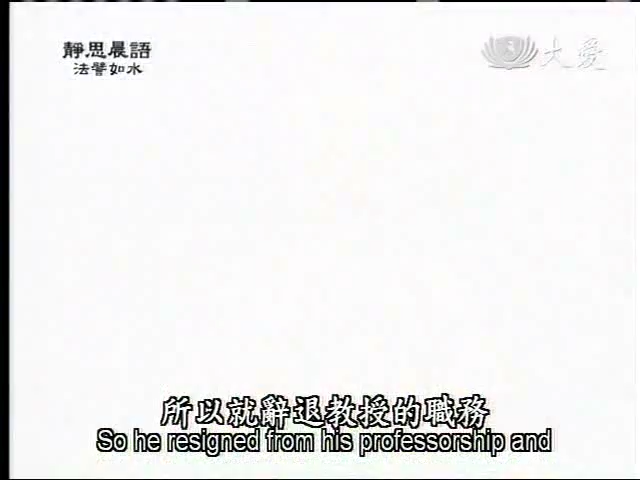 靜思晨語
法譬如水
大愛
所以就辭退教授的職務
So he resigned from his professorship and